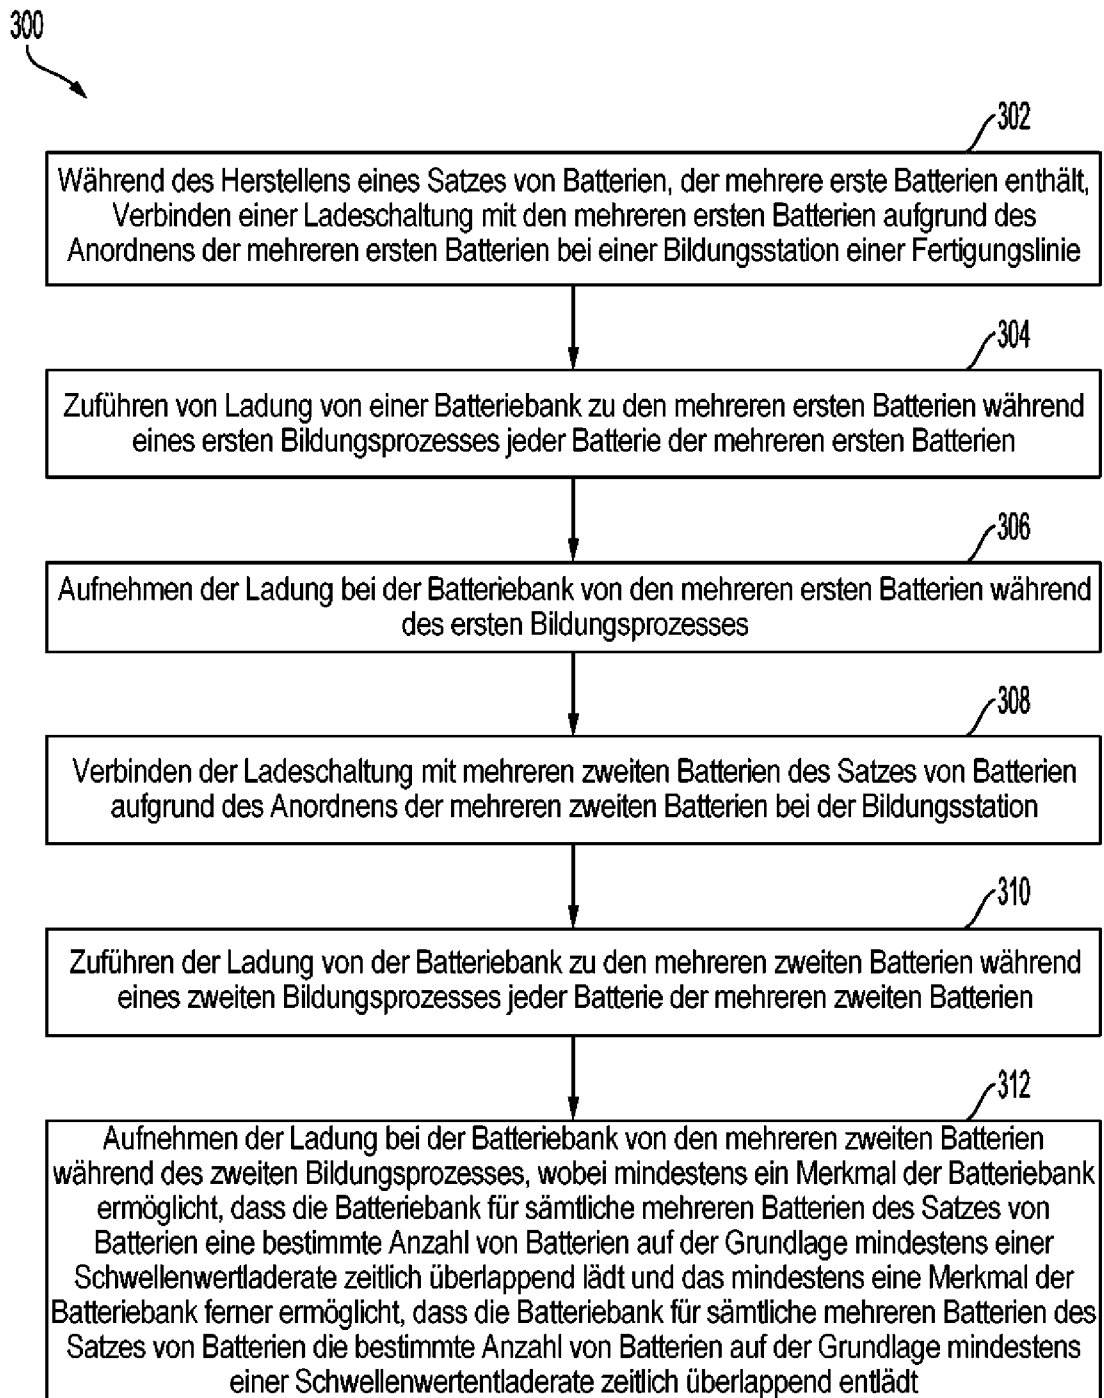 300
302
Während des Herstellens eines Satzes von Batterien, der mehrere erste Batterien enthält,
Verbinden einer Ladeschaltung mit den mehreren ersten Batterien aufgrund des
Anordnens der mehreren ersten Batterien bei einer Bildungsstation einer Fertigungslinie
304
Zuführen von Ladung von einer Batteriebank zu den mehreren ersten Batterien während
eines ersten Bildungsprozesses jeder Batterie der mehreren ersten Batterien
306
Aufnehmen der Ladung bei der Batteriebank von den mehreren ersten Batterien während
des ersten Bildungsprozesses
308
Verbinden der Ladeschaltung mit mehreren zweiten Batterien des Satzes von Batterien
aufgrund des Anordnens der mehreren zweiten Batterien bei der Bildungsstation
310
Zuführen der Ladung von der Batteriebank zu den mehreren zweiten Batterien während
eines zweiten Bildungsprozesses jeder Batterie der mehreren zweiten Batterien
312
Aufnehmen der Ladung bei der Batteriebank von den mehreren zweiten Batterien
während des zweiten Bildungsprozesses, wobei mindestens ein Merkmal der Batteriebank
ermöglicht, dass die Batteriebank für sämtliche mehreren Batterien des Satzes von
Batterien eine bestimmte Anzahl von Batterien auf der Grundlage mindestens einer
Schwellenwertladerate zeitlich überlappend lädt und das mindestens eine Merkmal der
Batteriebank ferner ermöglicht, dass die Batteriebank für sämtliche mehreren Batterien des
Satzes von Batterien die bestimmte Anzahl von Batterien auf der Grundlage mindestens
einer Schwellenwertentladerate zeitlich überlappend entlädt